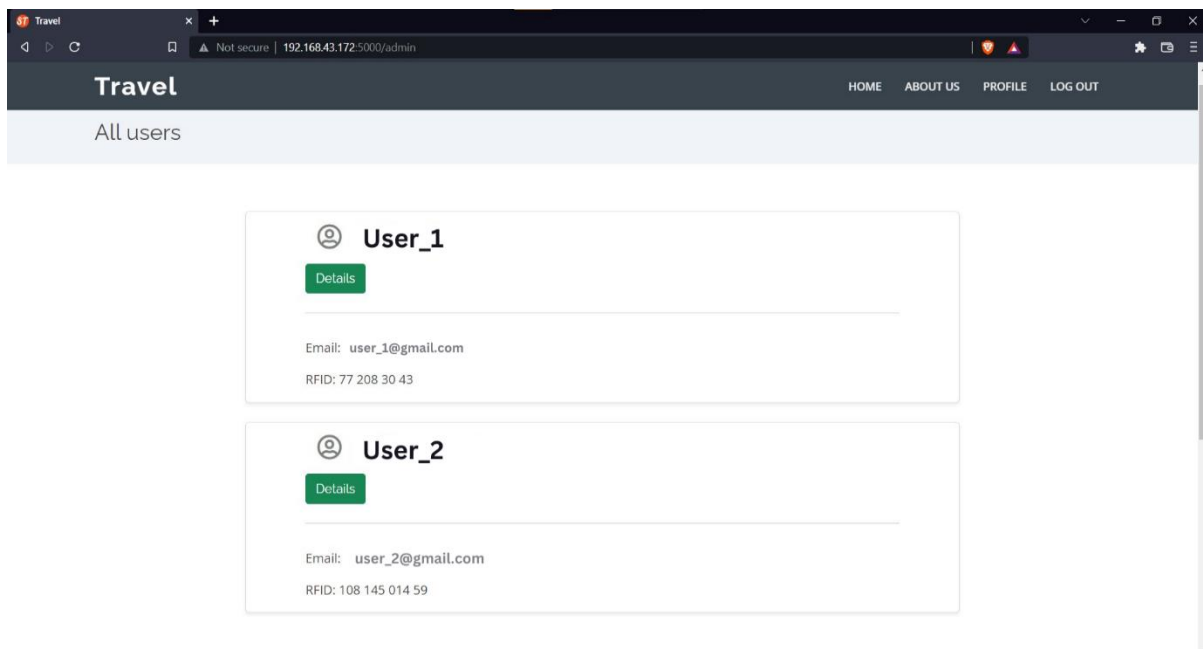 ST Travel
Not secure | 192.168.43.172:5000/admin
Travel
HOME ABOUT US PROFILE LOG OUT
All users
User_1
Details
Email: user_1@gmail.com
RFID: 77 208 30 43
User_2
Details
Email: user_2@gmail.com
RFID: 108 145 014 59